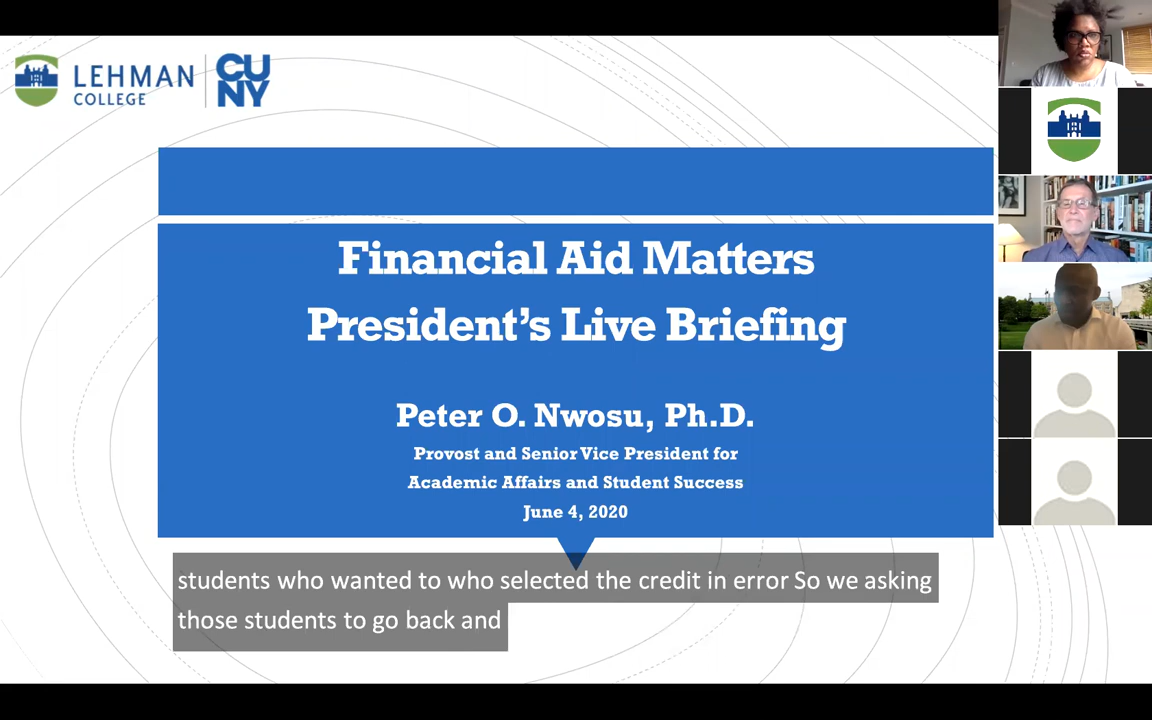 LEHMAN
COLLEGE
CU
NY
Financial Aid Matters
President's Live Briefing
Peter O. Nwosu, Ph.D.
Provost and Senior Vice President for
Academic Affairs and Student Success
June 4, 2020
students who wanted to who selected the credit in error So we asking
those students to go back and